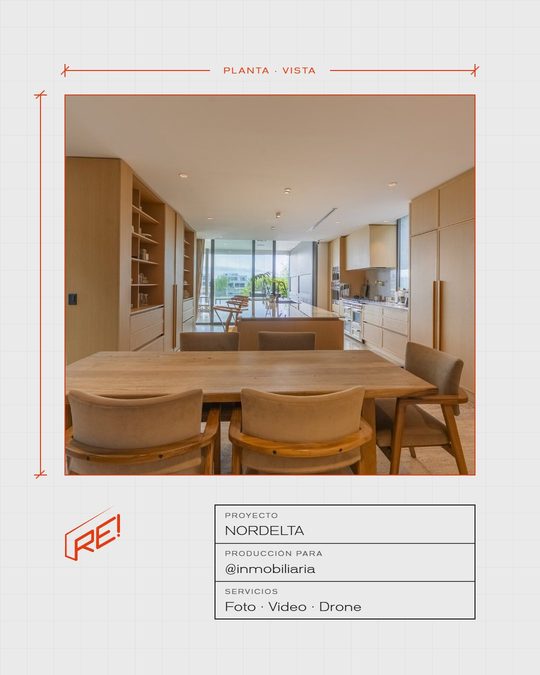 PLANTA · VISTA
RE!
PROYECTO
NORDELTA
PRODUCCIÓN PARA
@inmobiliaria
SERVICIOS
Foto · Video · Drone